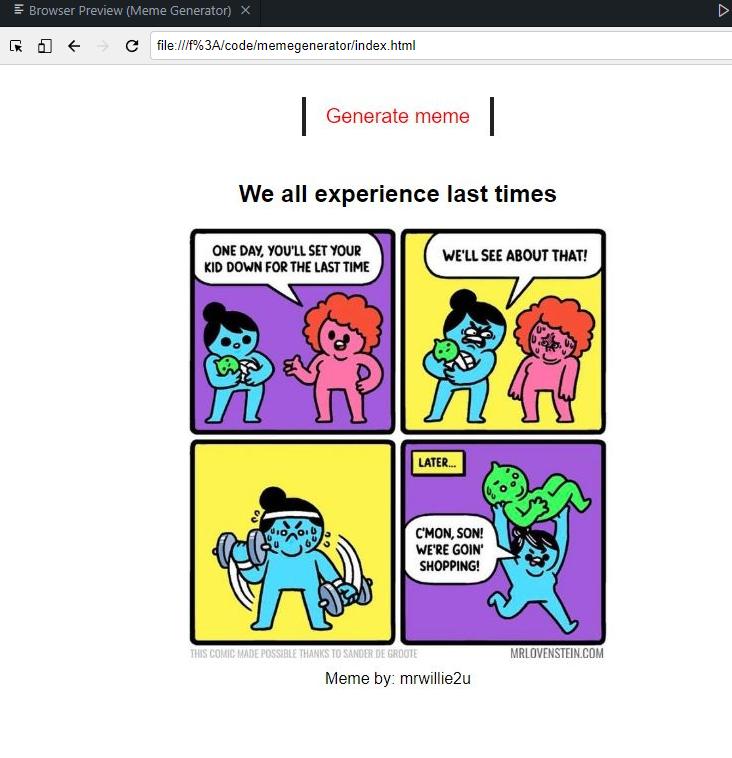 Browser Preview (Meme Generator)
file:///f%3A/code/memegenerator/index.html
Generate meme
We all experience last times
ONE DAY, YOU'LL SET YOUR
KID DOWN FOR THE LAST TIME
WE'LL SEE ABOUT THAT!
LATER...
C'MON, SON!
WE'RE GOIN'
SHOPPING!
THIS COMIC MADE POSSIBLE THANKS TO SANDER DE GROOTE
MRLOVENSTEIN.COM
Meme by: mrwillie2u